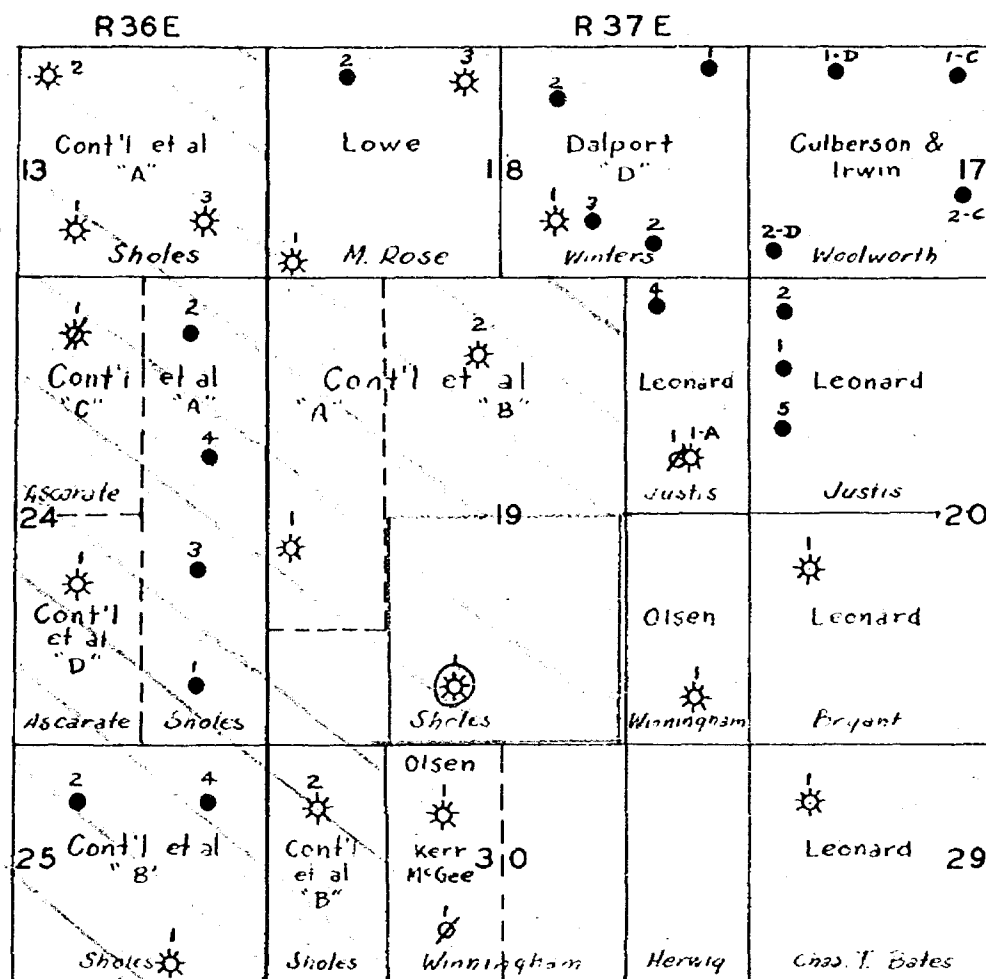 R 36 E R 37 E
2 2 3 2 1 1-D 1-C
Cont'l et al Lowe Dalport Culberson &
13 "A" 18 "D" Irwin 17
1 3 1 1 3 2 2-D 2-C
Sholes M. Rose Winters Woolworth
1 2 2 4 2
1
Cont'l et al Cont'l et al Leonard Leonard
"C" "A" "A" "B"
4 1 1-A 5
Ascarate Justis Justis
24 19 20
1 3 1 1
Cont'l Olsen Leonard
et al
"D"
1 1 1
Ascarate Sholes Sholes Winningham Bryant
2 4 2 Olsen 1
1
Cont'l et al Cont'l Kerr Leonard
25 "B" et al McGee 30 29
"B"
1 1
Sholes Sholes Winningham Herwig Chas. T. Bates